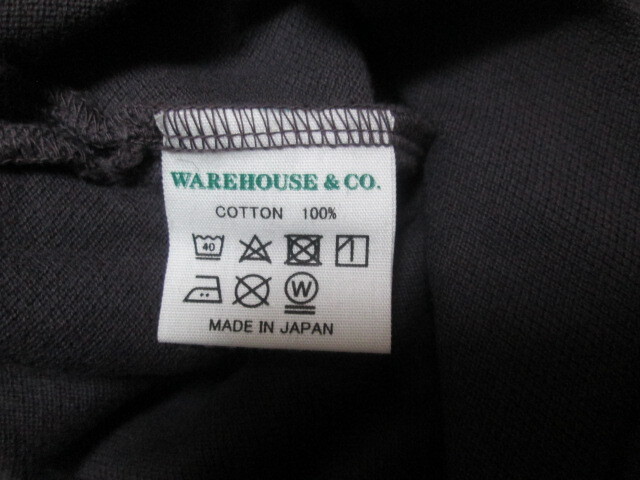 WAREHOUSE & CO.
COTTON 100%
40
W
MADE IN JAPAN